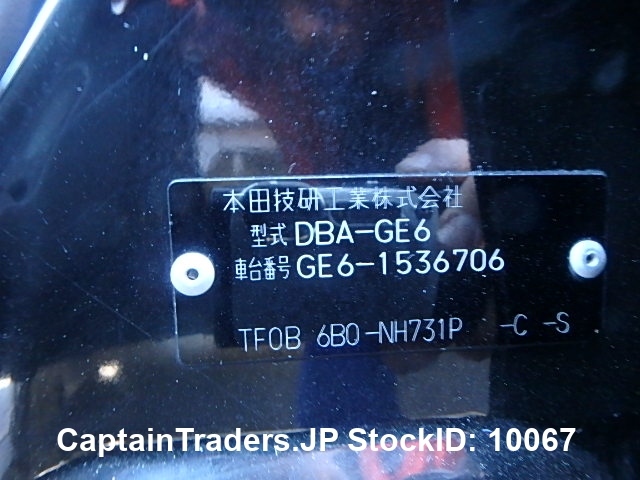 本田技研工業株式会社
型式 DBA-GE6
車台番号 GE6-1536706
TF0B 6B0-NH731P -C -S
CaptainTraders.JP StockID: 10067